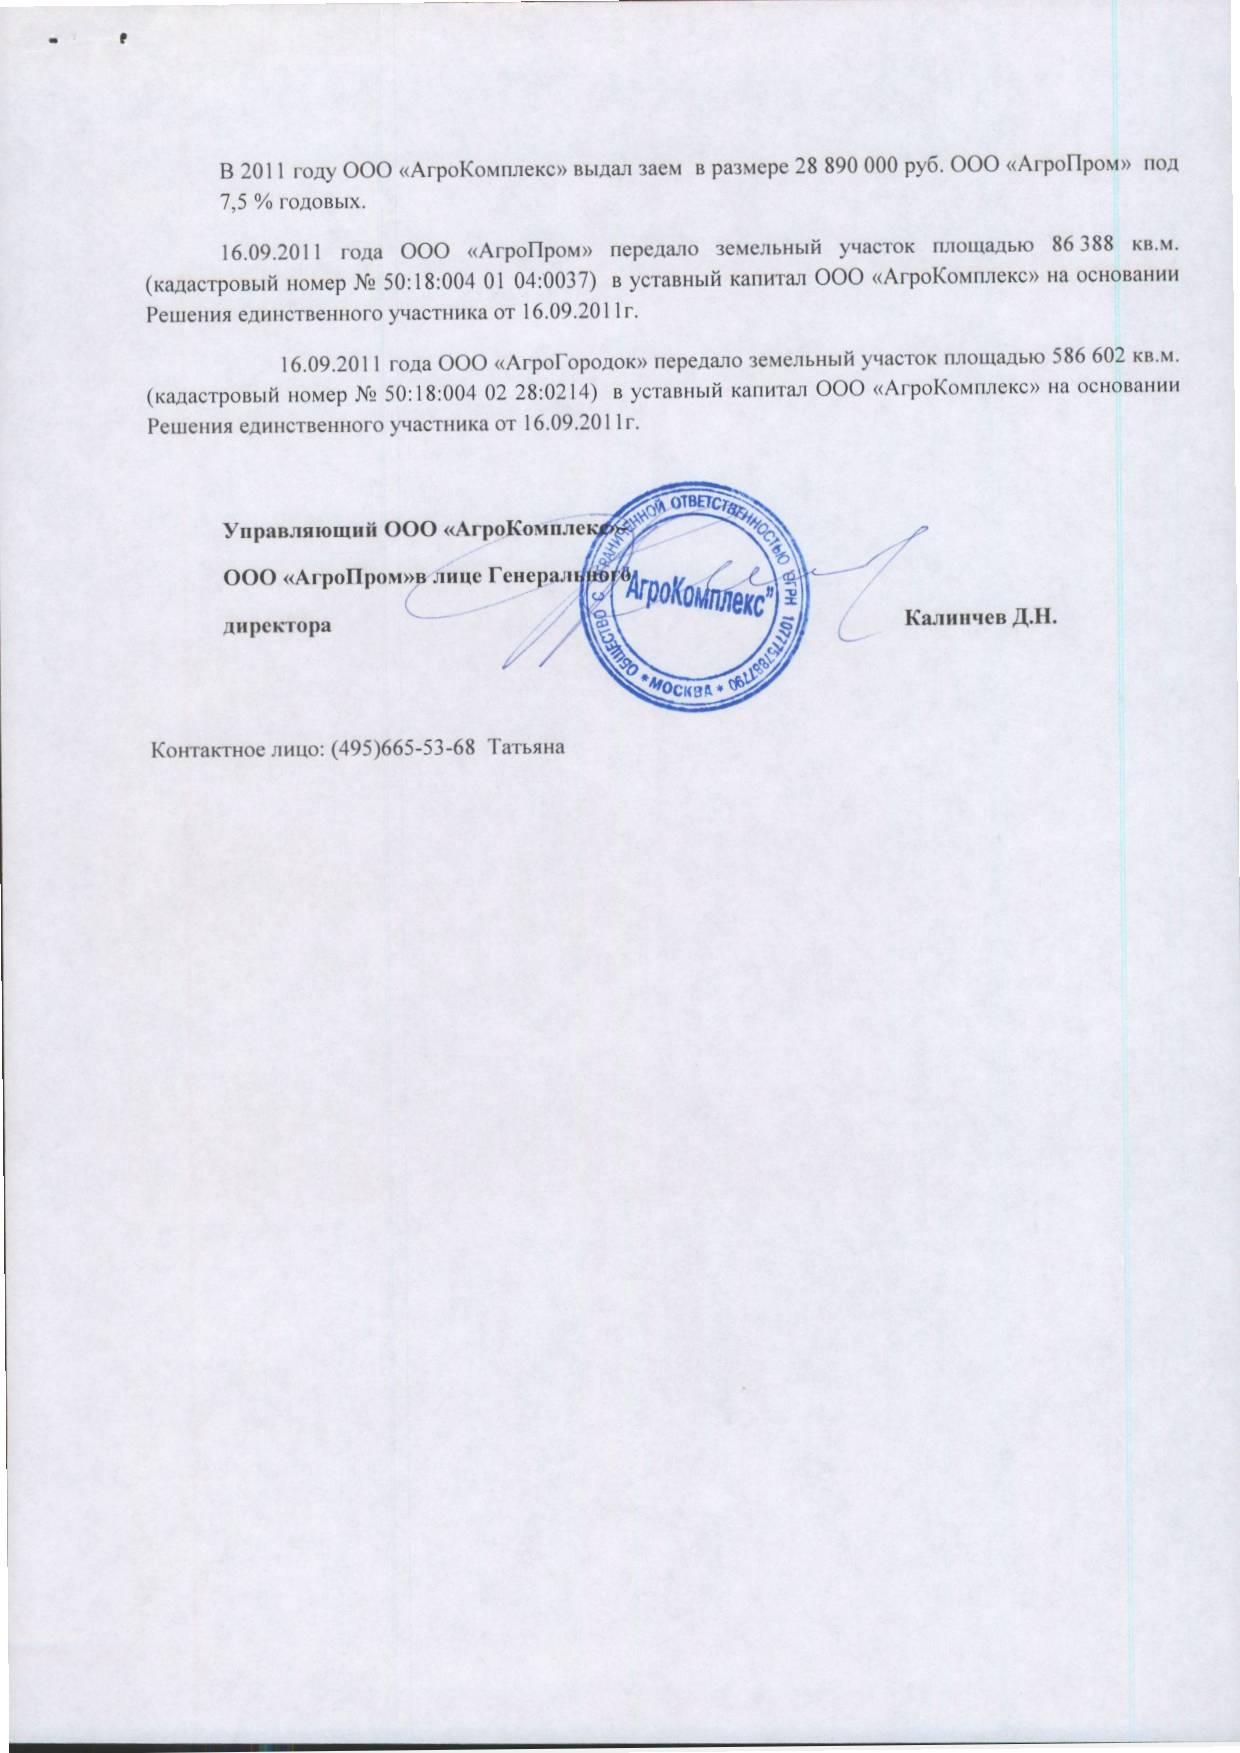 В 2011 году ООО «АгроКомплекс» выдал заем в размере 28 890 000 руб. ООО «АгроПром» под
7,5 % годовых.
16.09.2011 года ООО «АгроПром» передало земельный участок площадью 86 388 кв.м.
(кадастровый номер № 50:18:004 01 04:0037) в уставный капитал ООО «АгроКомплекс» на основании
Решения единственного участника от 16.09.2011г.
16.09.2011 года ООО «АгроГородок» передало земельный участок площадью 586 602 кв.м.
(кадастровый номер № 50:18:004 02 28:0214) в уставный капитал ООО «АгроКомплекс» на основании
Решения единственного участника от 16.09.2011г.
Управляющий ООО «АгроКомплекс»-
ООО «АгроПром»в лице Генерального
директора
Калинчев Д.Н.
ОБЩЕСТВО С ОГРАНИЧЕННОЙ ОТВЕТСТВЕННОСТЬЮ ОГРН 1077757887790
"АгроКомплекс"
* МОСКВА *
Контактное лицо: (495)665-53-68 Татьяна